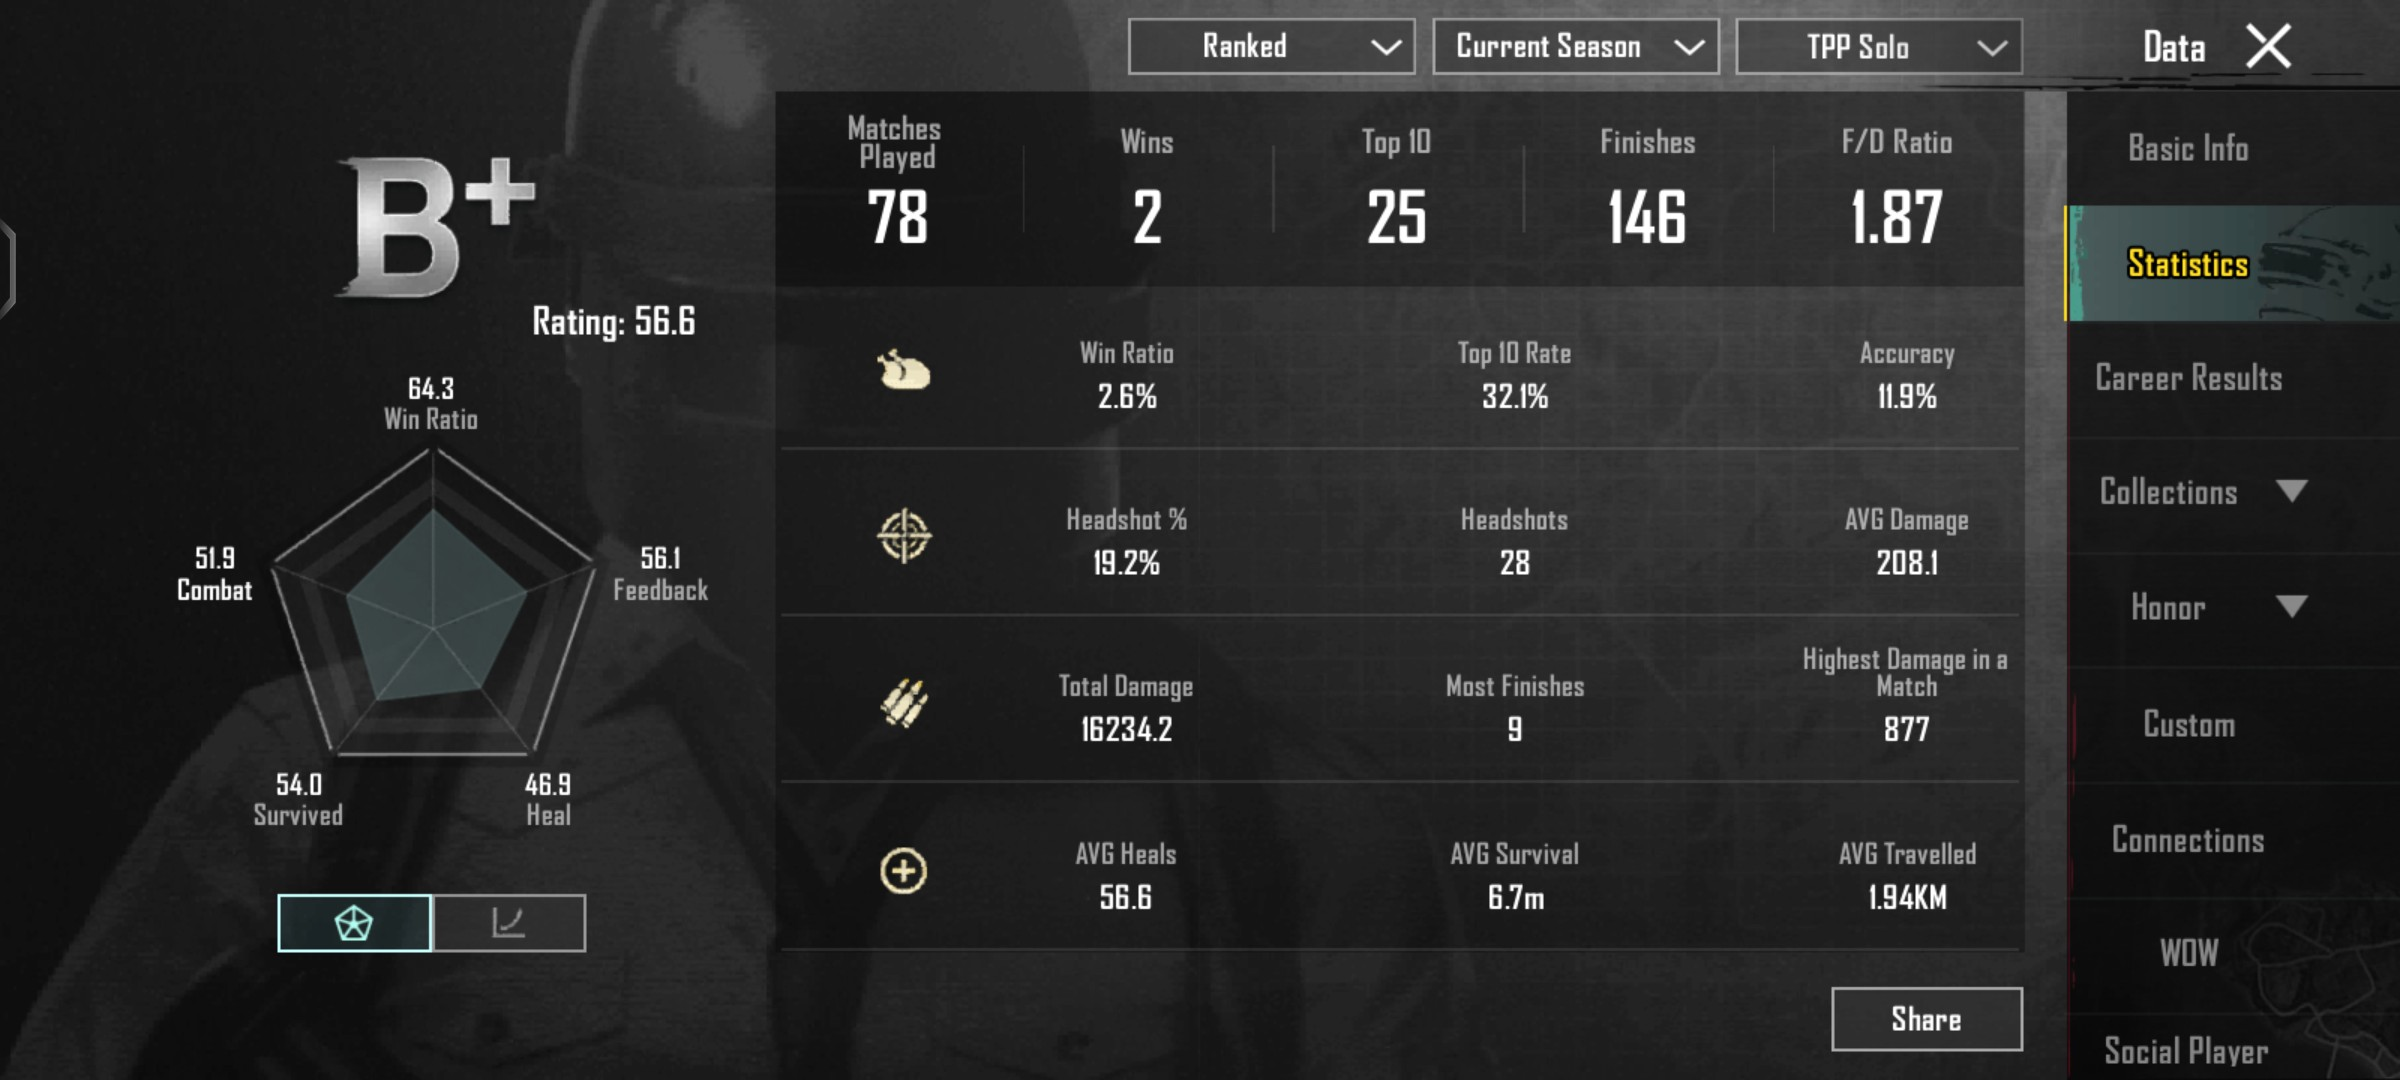 Ranked
Current Season
TPP Solo
Data
B+
Rating: 56.6
64.3
Win Ratio
51.9
Combat
56.1
Feedback
54.0
Survived
46.9
Heal
Matches
Played
78
Wins
2
Top 10
25
Finishes
146
F/D Ratio
1.87
Win Ratio
2.6%
Top 10 Rate
32.1%
Accuracy
11.9%
Headshot %
19.2%
Headshots
28
AVG Damage
208.1
Total Damage
16234.2
Most Finishes
9
Highest Damage in a
Match
877
AVG Heals
56.6
AVG Survival
6.7m
AVG Travelled
1.94KM
Share
Basic Info
Statistics
Career Results
Collections
Honor
Custom
Connections
WOW
Social Player